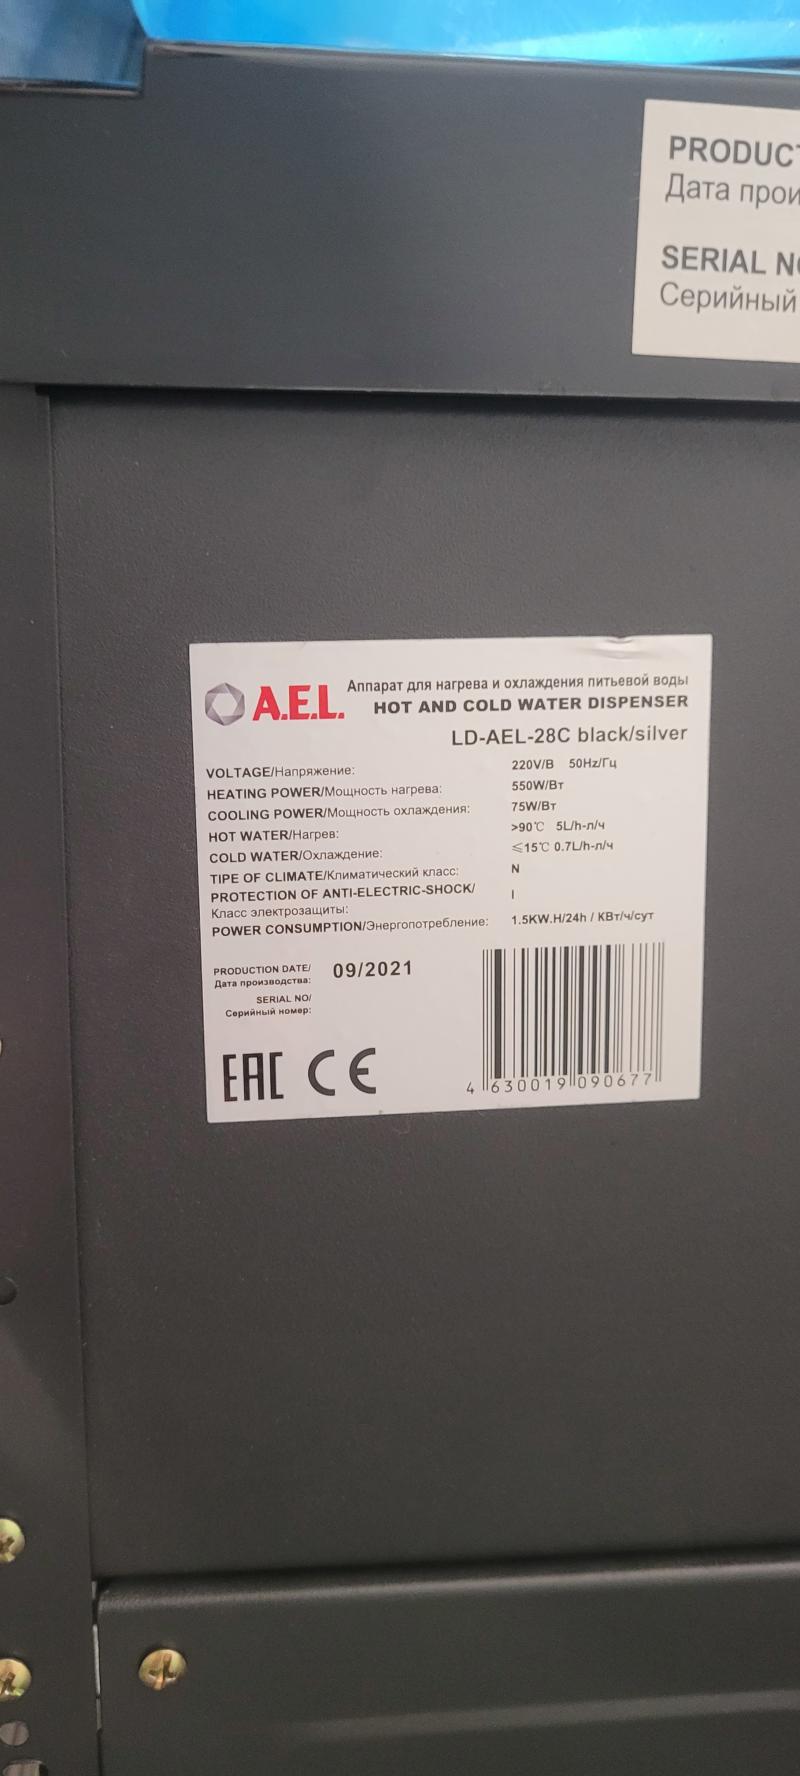 PRODUCT
Дата прои
SERIAL N
Серийный
A.E.L.
Аппарат для нагрева и охлаждения питьевой воды
HOT AND COLD WATER DISPENSER
LD-AEL-28C black/silver
VOLTAGE/Напряжение: 220V/В 50Hz/Гц
HEATING POWER/Мощность нагрева: 550W/Вт
COOLING POWER/Мощность охлаждения: 75W/Вт
HOT WATER/Нагрев: >90℃ 5L/h-л/ч
COLD WATER/Охлаждение: ⩽15℃ 0.7L/h-л/ч
TIPE OF CLIMATE/Климатический класс: N
PROTECTION OF ANTI-ELECTRIC-SHOCK/ I
Класс электрозащиты:
POWER CONSUMPTION/Энергопотребление: 1.5KW.H/24h / КВт/ч/сут
PRODUCTION DATE/ 09/2021
Дата производства:
SERIAL NO/
Серийный номер:
EAC CE
4 630019 090677